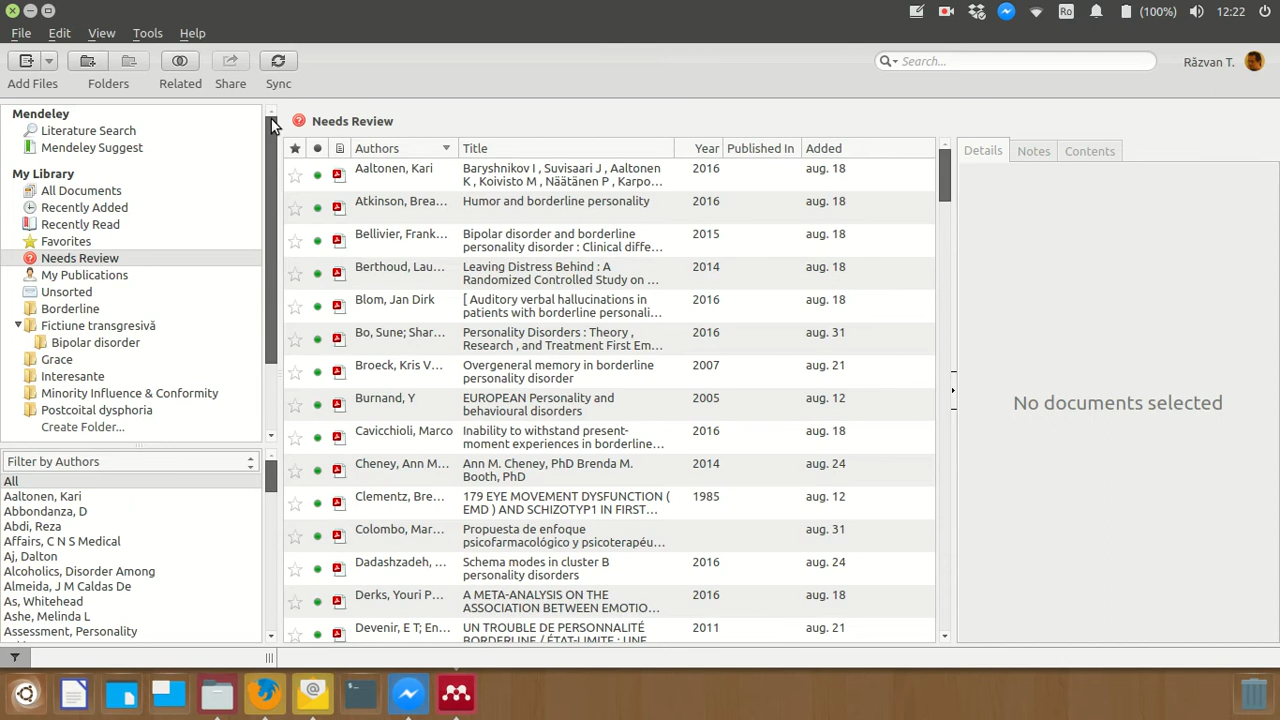 Ro
(100%)
12:22
File Edit View Tools Help
Search...
Răzvan T.
Add Files Folders Related Share Sync
Mendeley
Literature Search
Mendeley Suggest
My Library
All Documents
Recently Added
Recently Read
Favorites
Needs Review
My Publications
Unsorted
Borderline
Fictiune transgresivă
Bipolar disorder
Grace
Interesante
Minority Influence & Conformity
Postcoital dysphoria
Create Folder...
Filter by Authors
All
Aaltonen, Kari
Abbondanza, D
Abdi, Reza
Affairs, C N S Medical
Aj, Dalton
Alcoholics, Disorder Among
Almeida, J M Caldas De
As, Whitehead
Ashe, Melinda L
Assessment, Personality
Needs Review
Authors Title Year Published In Added
Aaltonen, Kari Baryshnikov I , Suvisaari J , Aaltonen 2016 aug. 18
K , Koivisto M , Näätänen P , Karpo...
Atkinson, Brea... Humor and borderline personality 2016 aug. 18
Bellivier, Frank... Bipolar disorder and borderline 2015 aug. 18
personality disorder : Clinical diffe...
Berthoud, Lau... Leaving Distress Behind : A 2014 aug. 18
Randomized Controlled Study on ...
Blom, Jan Dirk [ Auditory verbal hallucinations in 2016 aug. 18
patients with borderline personali...
Bo, Sune; Shar... Personality Disorders : Theory , 2016 aug. 31
Research , and Treatment First Em...
Broeck, Kris V... Overgeneral memory in borderline 2007 aug. 21
personality disorder
Burnand, Y EUROPEAN Personality and 2005 aug. 12
behavioural disorders
Cavicchioli, Marco Inability to withstand present- 2016 aug. 18
moment experiences in borderline...
Cheney, Ann M... Ann M. Cheney, PhD Brenda M. 2014 aug. 24
Booth, PhD
Clementz, Bre... 179 EYE MOVEMENT DYSFUNCTION ( 1985 aug. 12
EMD ) AND SCHIZOTYP1 IN FIRST...
Colombo, Mar... Propuesta de enfoque aug. 31
psicofarmacológico y psicoterapéu...
Dadashzadeh, ... Schema modes in cluster B 2016 aug. 24
personality disorders
Derks, Youri P... A META-ANALYSIS ON THE 2016 aug. 18
ASSOCIATION BETWEEN EMOTIO...
Devenir, E T; En... UN TROUBLE DE PERSONNALITÉ 2011 aug. 21
BORDERLINE / ÉTAT-LIMITE : UNE
Details Notes Contents
No documents selected